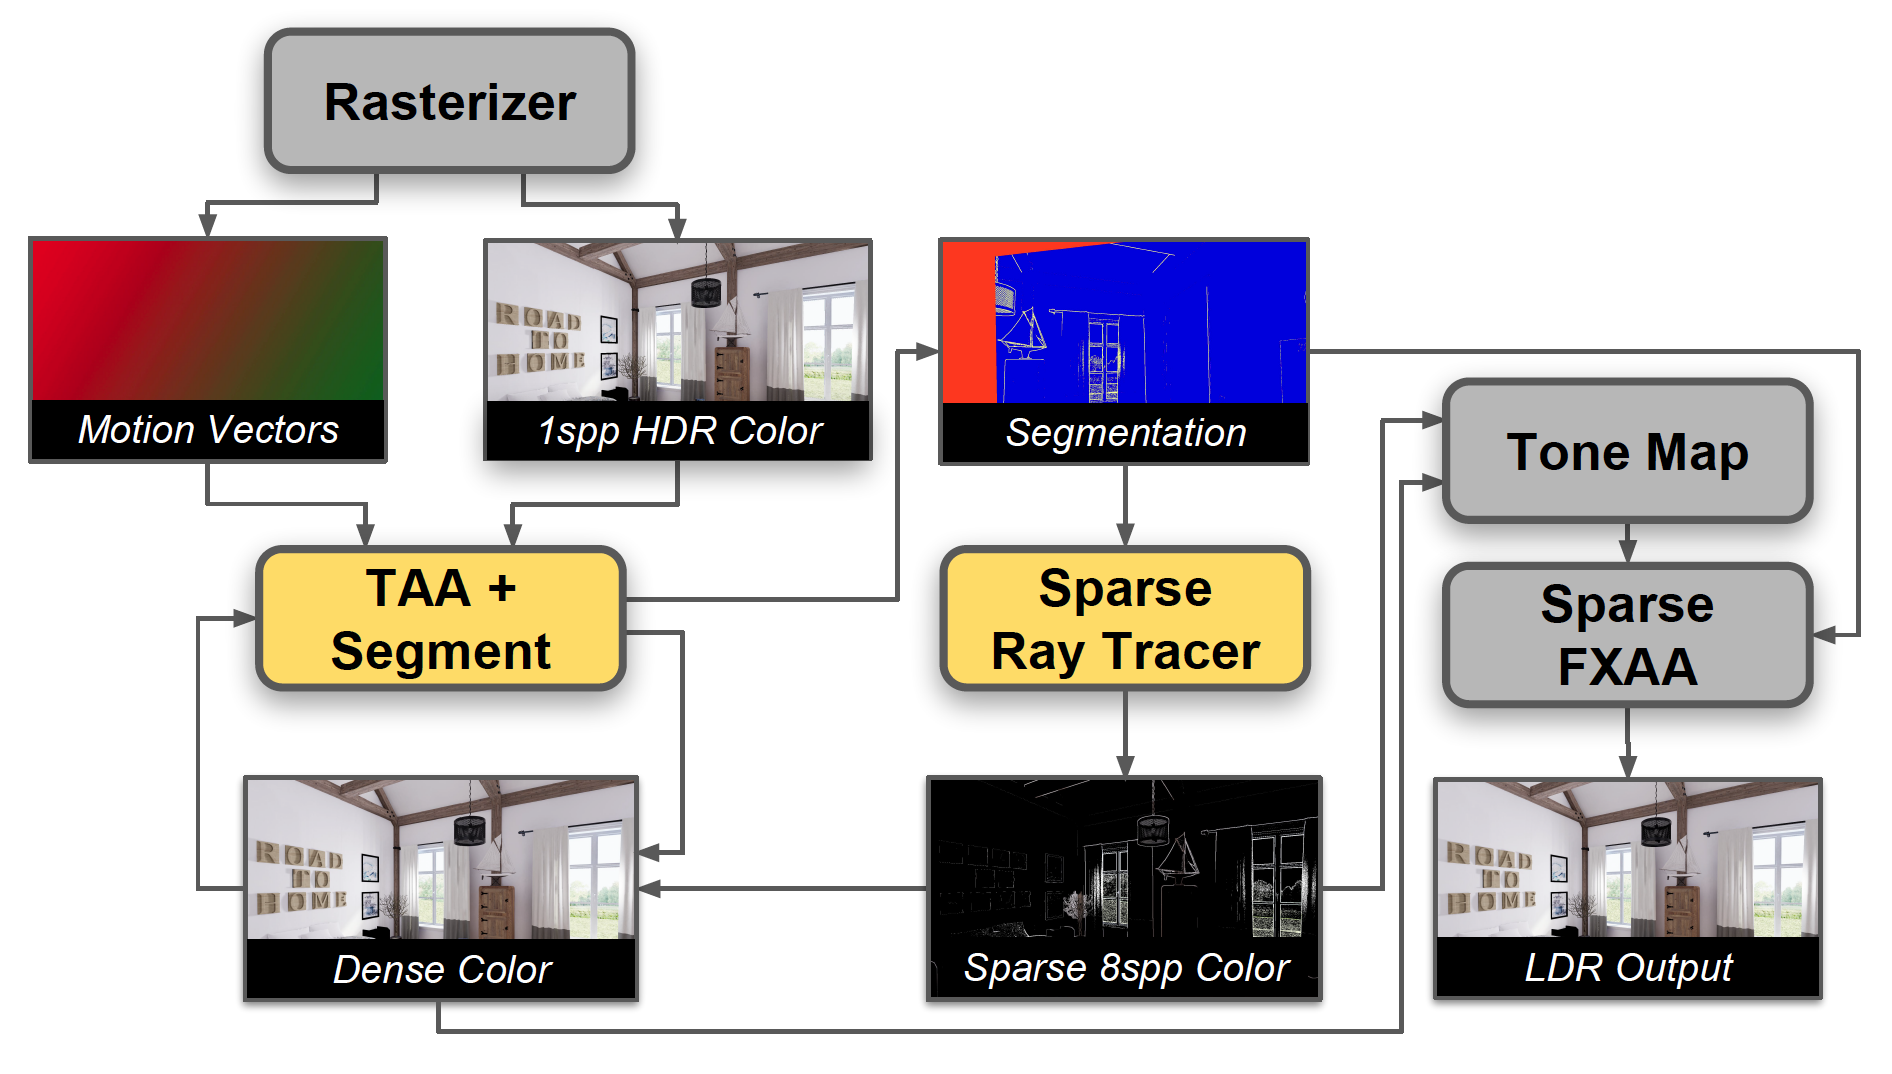 Rasterizer
ROAD
TO
HOME
Motion Vectors
1spp HDR Color
Segmentation
Tone Map
TAA +
Segment
Sparse
Ray Tracer
Sparse
FXAA
ROAD
TO
HOME
Dense Color
Sparse 8spp Color
ROAD
TO
HOME
LDR Output